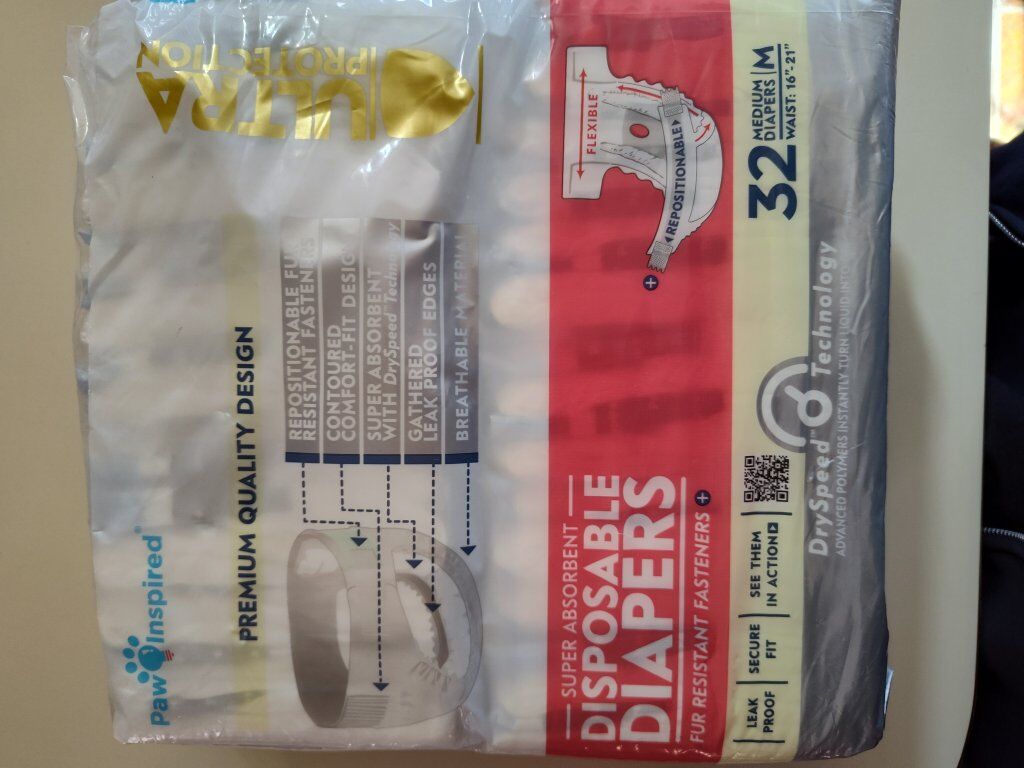 Paw Inspired®
ULTRA
PROTECTION
PREMIUM QUALITY DESIGN
REPOSITIONABLE FUR
RESISTANT FASTENERS
CONTOURED
COMFORT-FIT DESIGN
SUPER ABSORBENT
WITH DrySpeed™ Technology
GATHERED
LEAK PROOF EDGES
BREATHABLE MATERIAL
SUPER ABSORBENT
DISPOSABLE
DIAPERS
FUR RESISTANT FASTENERS +
FLEXIBLE
REPOSITIONABLE
+
LEAK
PROOF
SECURE
FIT
SEE THEM
IN ACTION
32 MEDIUM
DIAPERS M
WAIST: 16"- 21"
DrySpeed™ Technology
ADVANCED POLYMERS INSTANTLY TURN LIQUID INTO